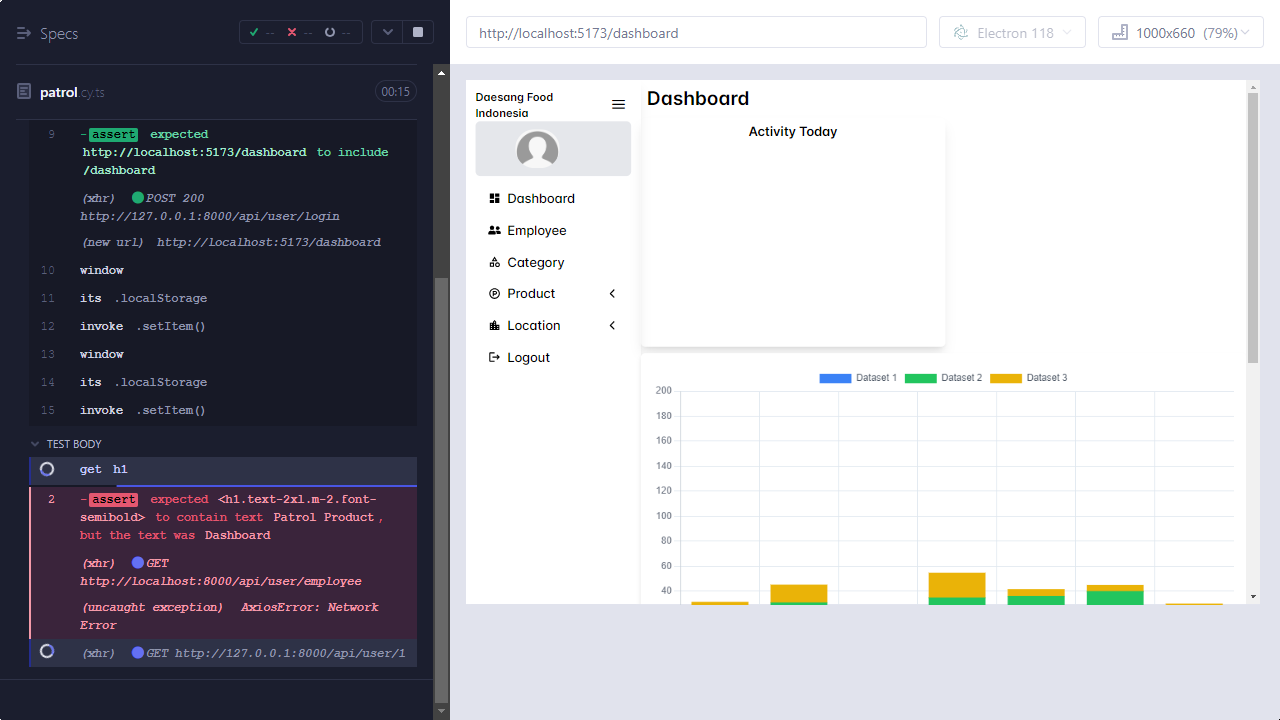 Specs
-- -- --
patrol.cy.ts
00:15
9 -assert expected
http://localhost:5173/dashboard to include
/dashboard
(xhr) POST 200
http://127.0.0.1:8000/api/user/login
(new url) http://localhost:5173/dashboard
10 window
11 its .localStorage
12 invoke .setItem()
13 window
14 its .localStorage
15 invoke .setItem()
TEST BODY
get h1
2 -assert expected <h1.text-2xl.m-2.font-
semibold> to contain text Patrol Product,
but the text was Dashboard
(xhr) GET
http://localhost:8000/api/user/employee
(uncaught exception) AxiosError: Network
Error
(xhr) GET http://127.0.0.1:8000/api/user/1
http://localhost:5173/dashboard
Electron 118
1000x660 (79%)
Daesang Food
Indonesia
Dashboard
Employee
Category
Product
Location
Logout
Dashboard
Activity Today
Dataset 1 Dataset 2 Dataset 3
200
180
160
140
120
100
80
60
40